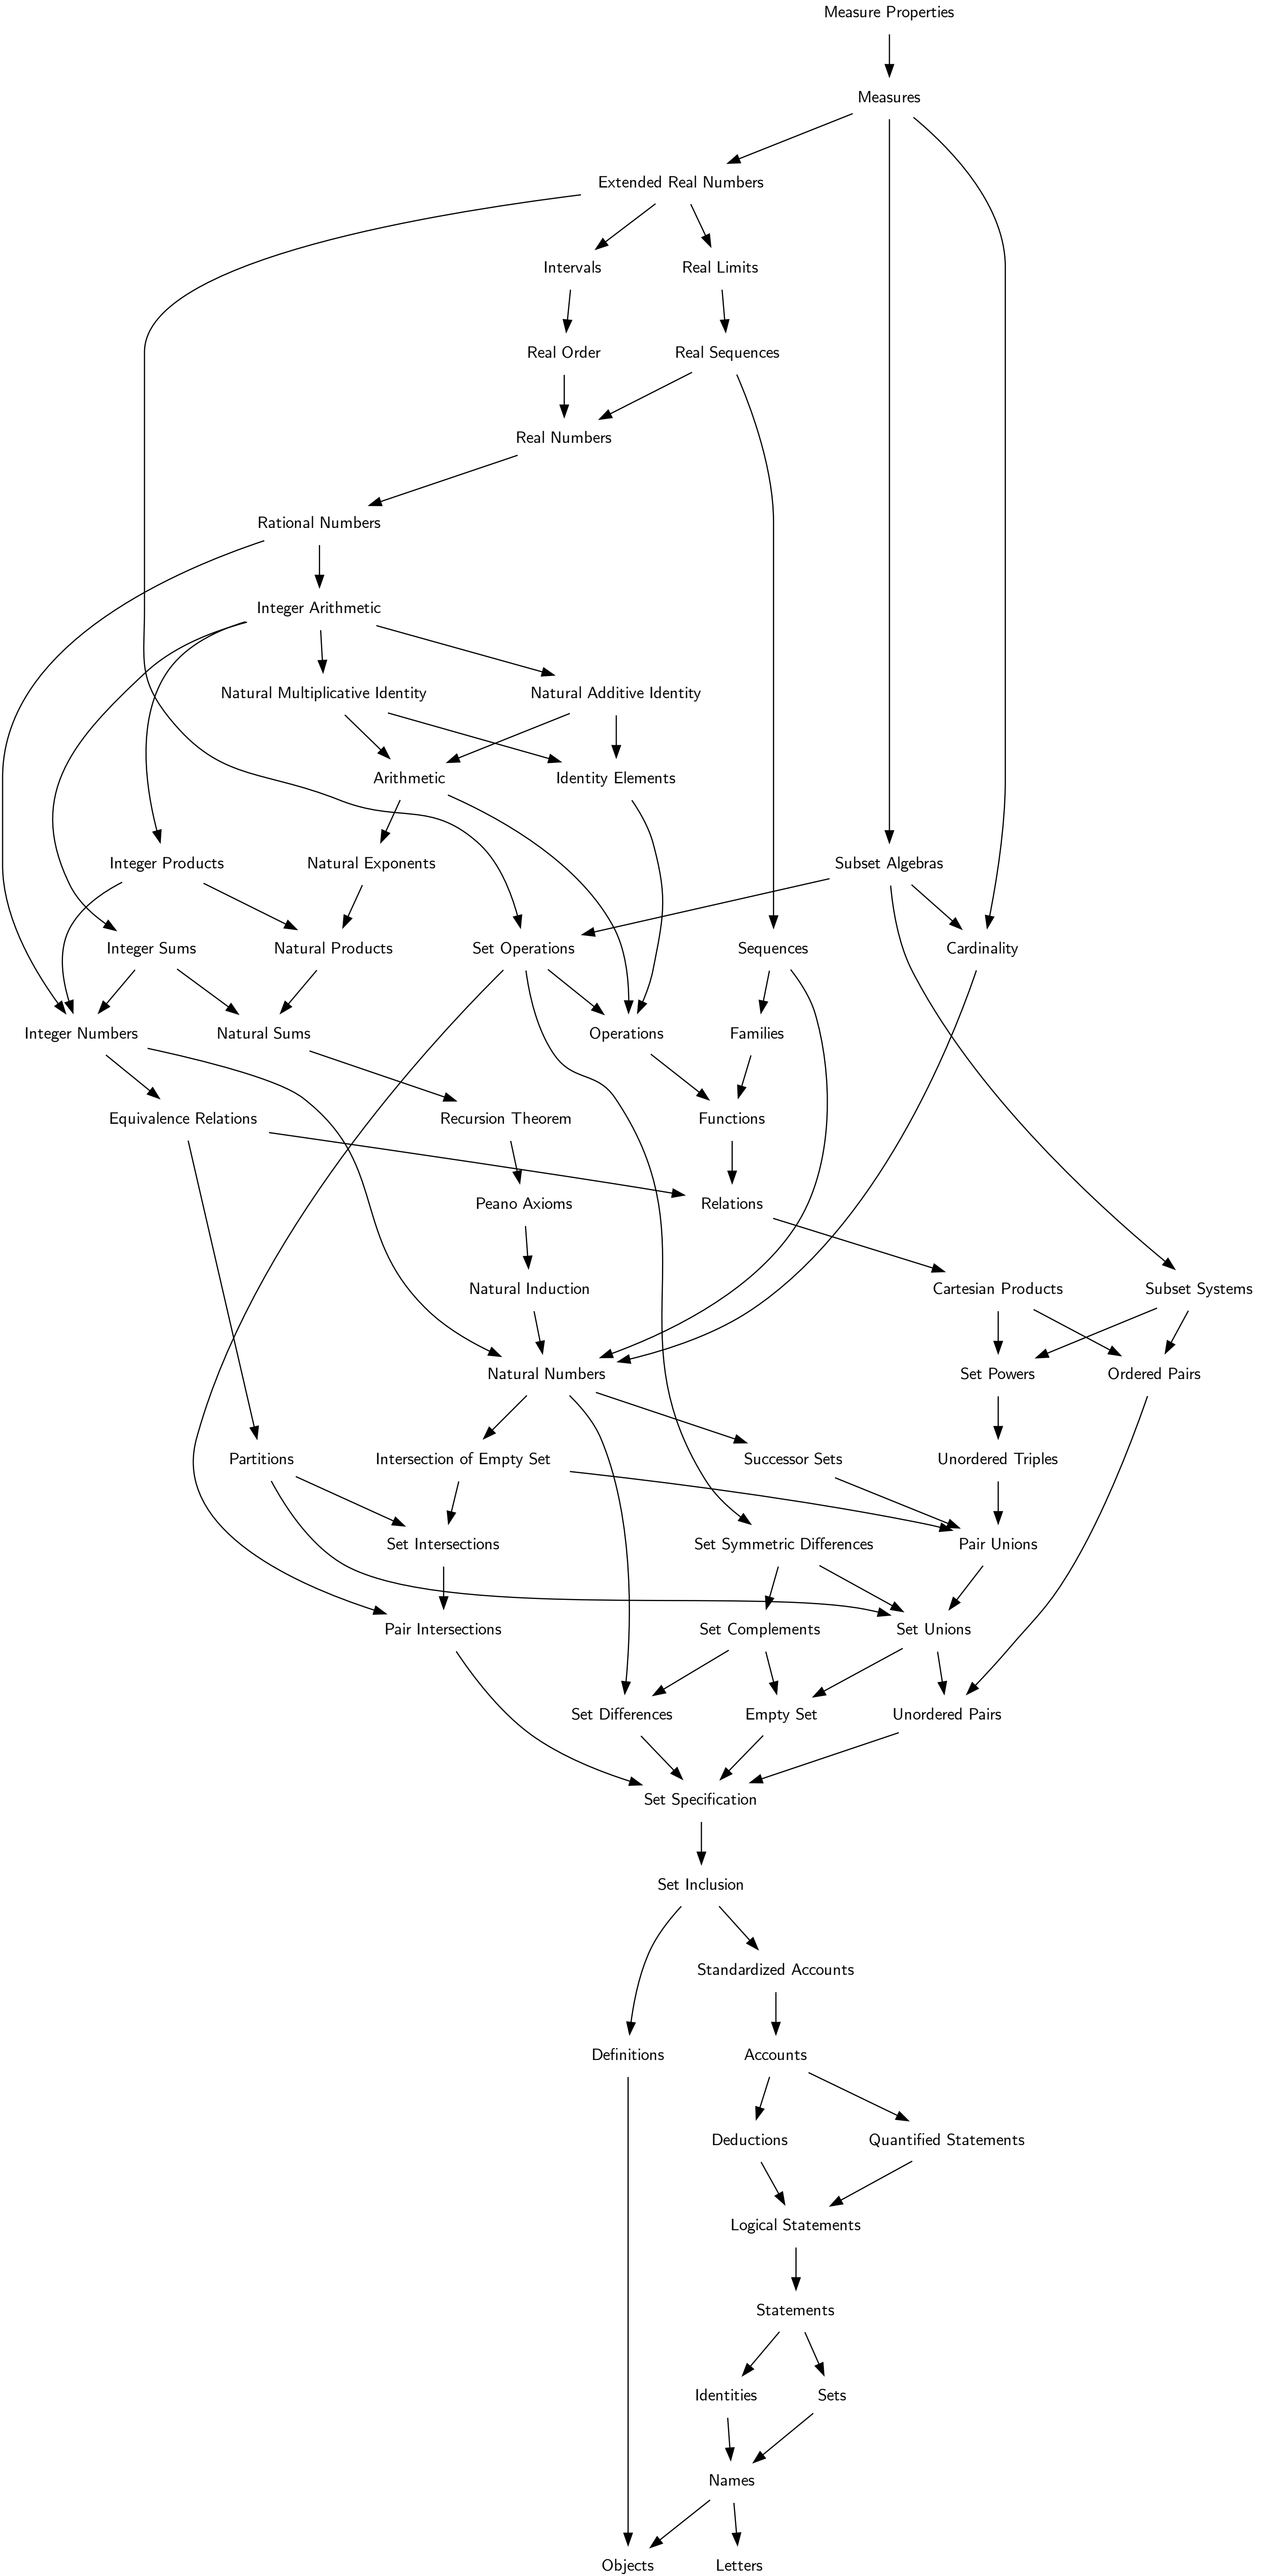 Measure Properties
Measures
Extended Real Numbers
Intervals
Real Limits
Real Order
Real Sequences
Real Numbers
Rational Numbers
Integer Arithmetic
Natural Multiplicative Identity
Natural Additive Identity
Arithmetic
Identity Elements
Integer Products
Natural Exponents
Subset Algebras
Integer Sums
Natural Products
Set Operations
Sequences
Cardinality
Integer Numbers
Natural Sums
Operations
Families
Equivalence Relations
Recursion Theorem
Functions
Peano Axioms
Relations
Natural Induction
Cartesian Products
Subset Systems
Natural Numbers
Set Powers
Ordered Pairs
Partitions
Intersection of Empty Set
Successor Sets
Unordered Triples
Set Intersections
Set Symmetric Differences
Pair Unions
Pair Intersections
Set Complements
Set Unions
Set Differences
Empty Set
Unordered Pairs
Set Specification
Set Inclusion
Standardized Accounts
Definitions
Accounts
Deductions
Quantified Statements
Logical Statements
Statements
Identities
Sets
Names
Objects
Letters